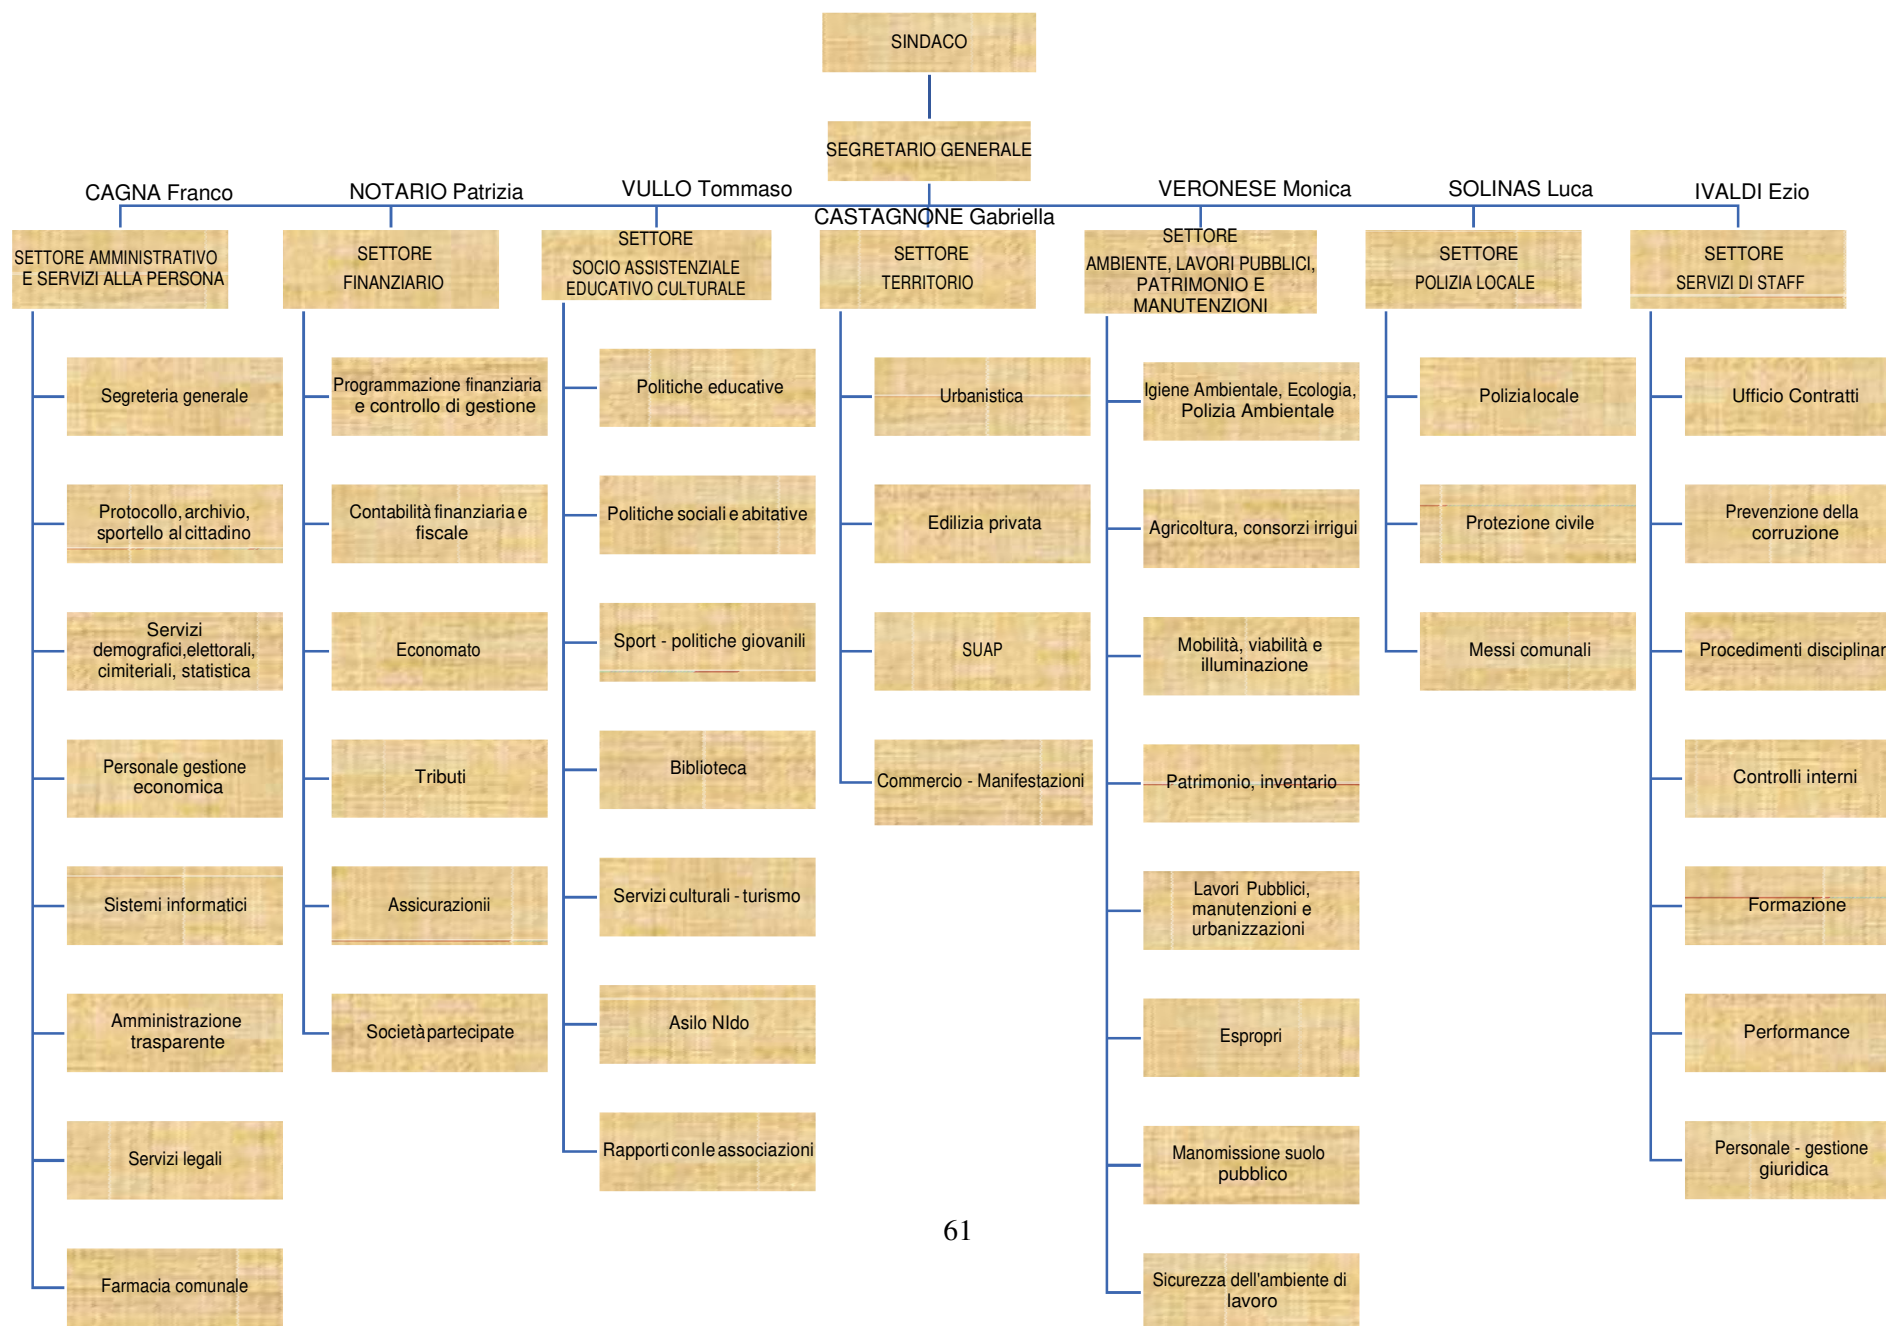 SINDACO
SEGRETARIO GENERALE
CAGNA Franco
NOTARIO Patrizia
VULLO Tommaso
CASTAGNONE Gabriella
VERONESE Monica
SOLINAS Luca
IVALDI Ezio
SETTORE AMMINISTRATIVO
E SERVIZI ALLA PERSONA
Segreteria generale
Protocollo, archivio,
sportello al cittadino
Servizi
demografici,elettorali,
cimiteriali, statistica
Personale gestione
economica
Sistemi informatici
Amministrazione
trasparente
Servizi legali
Farmacia comunale
SETTORE
FINANZIARIO
Programmazione finanziaria
e controllo di gestione
Contabilità finanziaria e
fiscale
Economato
Tributi
Assicurazionii
Società partecipate
SETTORE
SOCIO ASSISTENZIALE
EDUCATIVO CULTURALE
Politiche educative
Politiche sociali e abitative
Sport - politiche giovanili
Biblioteca
Servizi culturali - turismo
Asilo NIdo
Rapporti con le associazioni
SETTORE
TERRITORIO
Urbanistica
Edilizia privata
SUAP
Commercio - Manifestazioni
SETTORE
AMBIENTE, LAVORI PUBBLICI,
PATRIMONIO E
MANUTENZIONI
Igiene Ambientale, Ecologia,
Polizia Ambientale
Agricoltura, consorzi irrigui
Mobilità, viabilità e
illuminazione
Patrimonio, inventario
Lavori Pubblici,
manutenzioni e
urbanizzazioni
Espropri
Manomissione suolo
pubblico
Sicurezza dell'ambiente di
lavoro
SETTORE
POLIZIA LOCALE
Polizia locale
Protezione civile
Messi comunali
SETTORE
SERVIZI DI STAFF
Ufficio Contratti
Prevenzione della
corruzione
Procedimenti disciplinar
Controlli interni
Formazione
Performance
Personale - gestione
giuridica
61